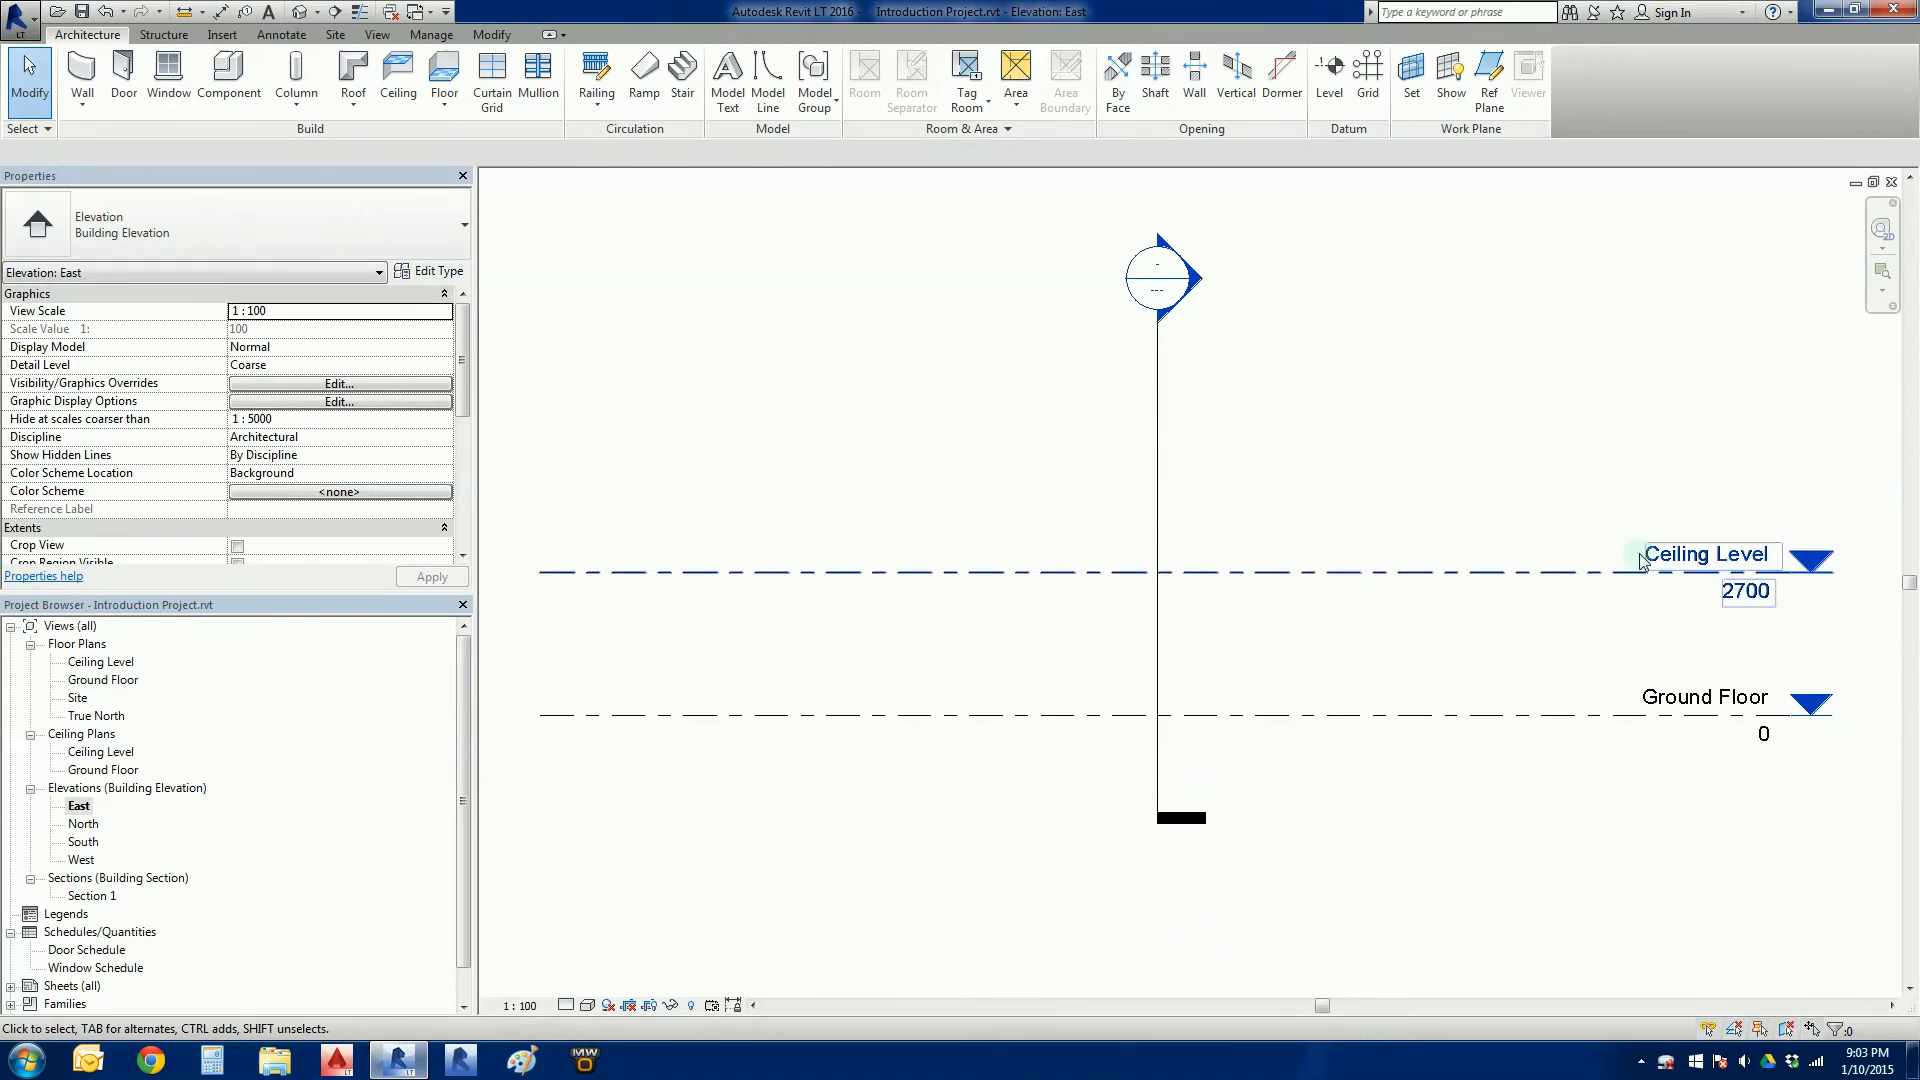 Autodesk Revit LT 2016 - Introduction Project.rvt - Elevation: East
Type a keyword or phrase
Sign In
LT
Architecture Structure Insert Annotate Site View Manage Modify
Modify Wall Door Window Component Column Roof Ceiling Floor Curtain Grid Mullion
Railing Ramp Stair
Model Text Model Line Model Group
Room Room Separator Tag Room Area Area Boundary
By Face Shaft Wall Vertical Dormer
Level Grid
Set Show Ref Plane Viewer
Select Build Circulation Model Room & Area Opening Datum Work Plane
Properties
Elevation
Building Elevation
Elevation: East Edit Type
Graphics
View Scale 1 : 100
Scale Value 1: 100
Display Model Normal
Detail Level Coarse
Visibility/Graphics Overrides Edit...
Graphic Display Options Edit...
Hide at scales coarser than 1 : 5000
Discipline Architectural
Show Hidden Lines By Discipline
Color Scheme Location Background
Color Scheme <none>
Reference Label
Extents
Crop View
Crop Region Visible
Properties help Apply
Project Browser - Introduction Project.rvt
Views (all)
Floor Plans
Ceiling Level
Ground Floor
Site
True North
Ceiling Plans
Ceiling Level
Ground Floor
Elevations (Building Elevation)
East
North
South
West
Sections (Building Section)
Section 1
Legends
Schedules/Quantities
Door Schedule
Window Schedule
Sheets (all)
Families
-
---
2D
Ceiling Level
2700
Ground Floor
0
1 : 100
Click to select, TAB for alternates, CTRL adds, SHIFT unselects.
:0
LT
LT
MW
9:03 PM
1/10/2015